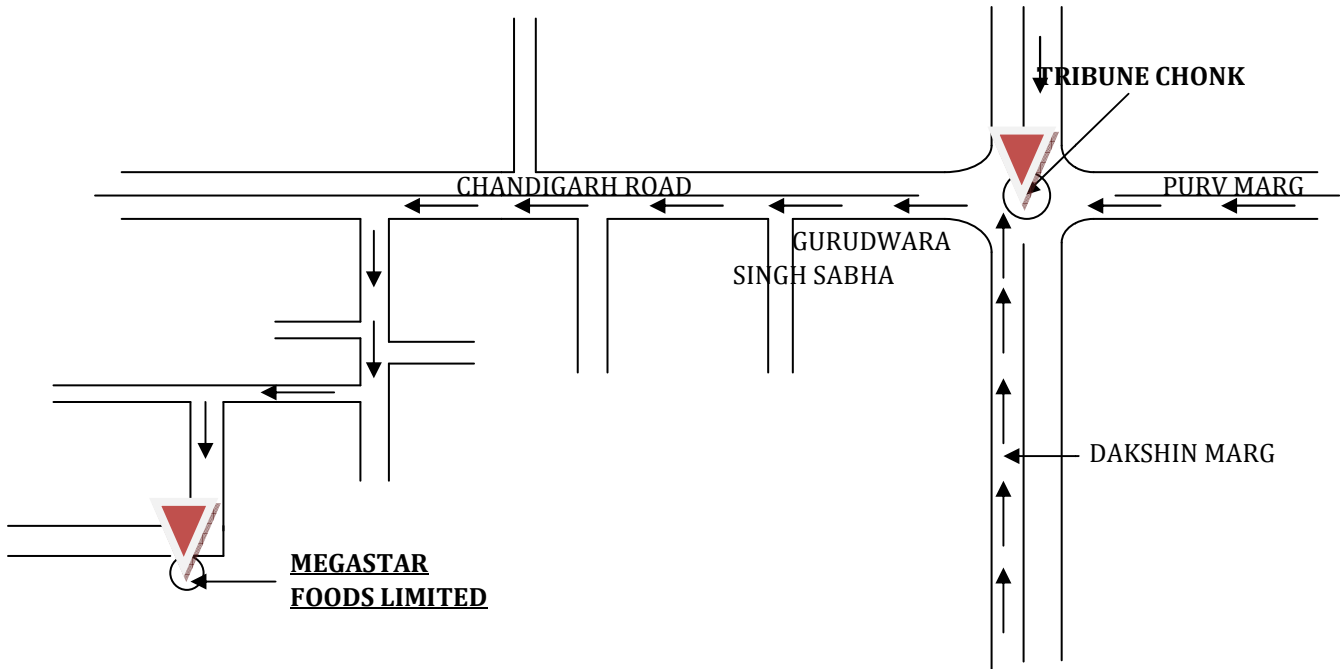 TRIBUNE CHONK
CHANDIGARH ROAD
PURV MARG
GURUDWARA
SINGH SABHA
DAKSHIN MARG
MEGASTAR
FOODS LIMITED